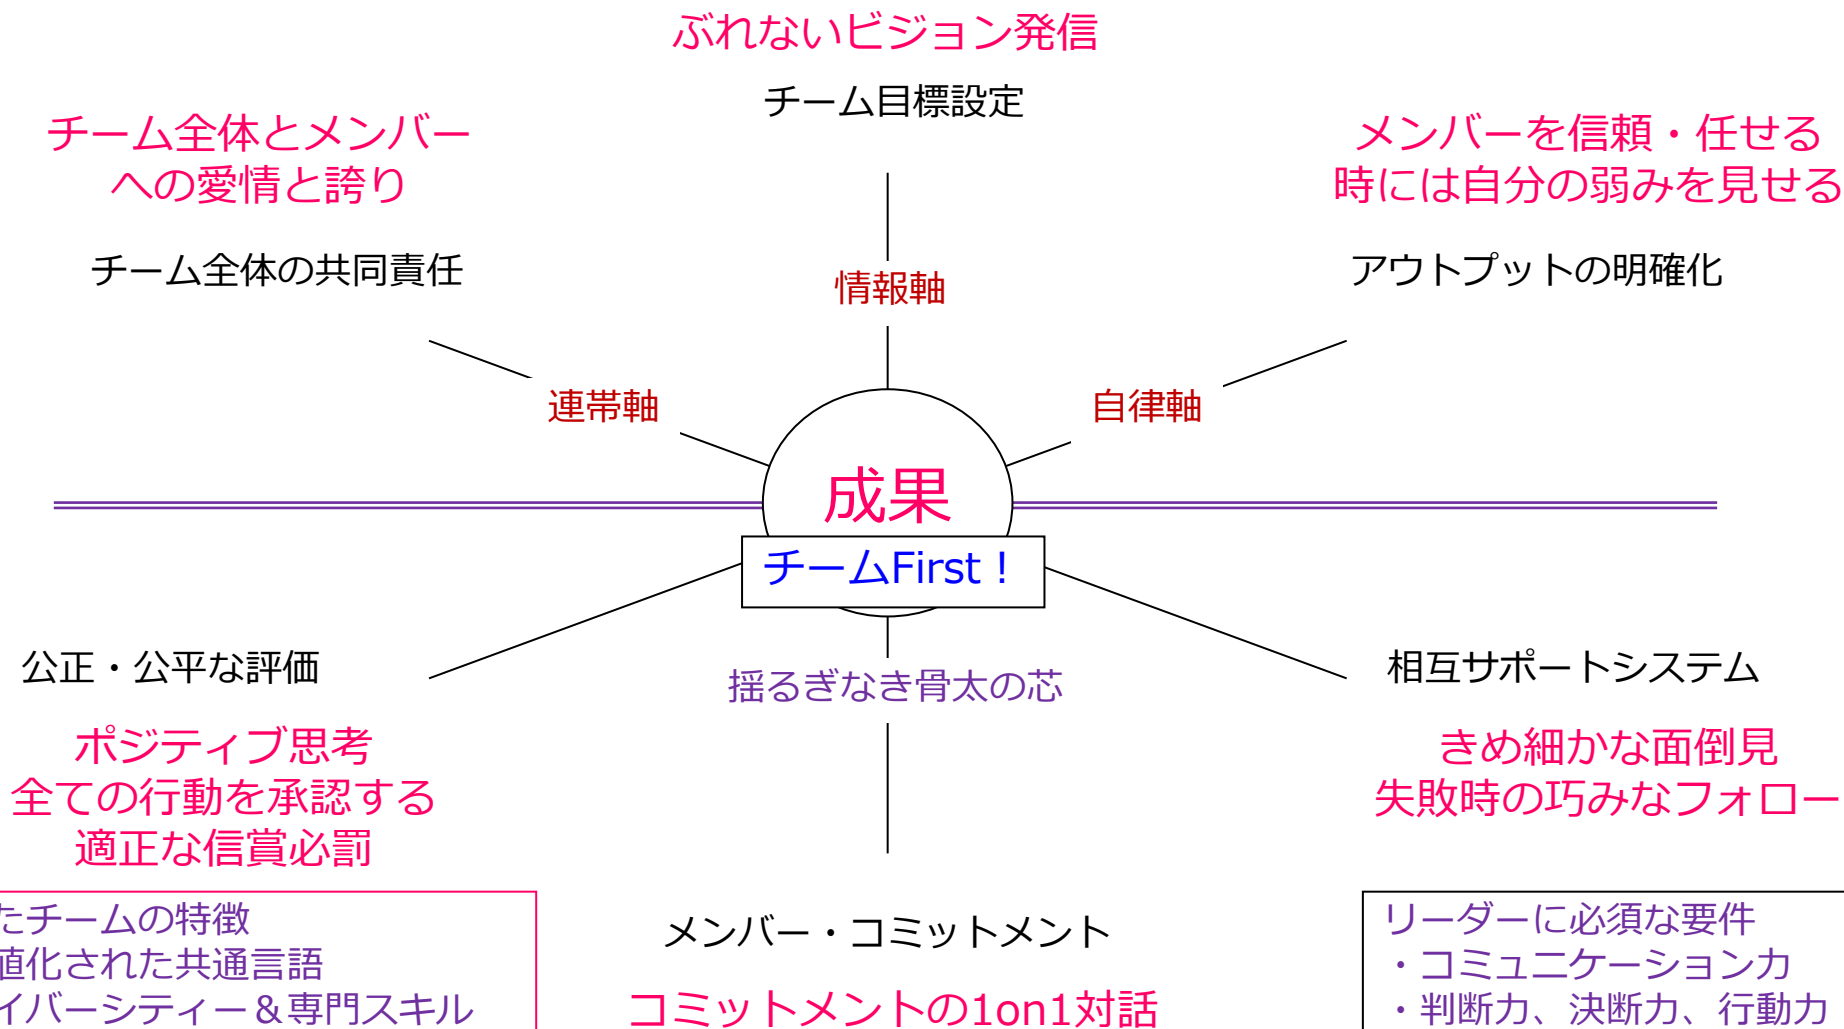 ぶれないビジョン発信
チーム目標設定
チーム全体とメンバー
への愛情と誇り
メンバーを信頼・任せる
時には自分の弱みを見せる
チーム全体の共同責任
アウトプットの明確化
情報軸
連帯軸
自律軸
成果
チームFirst！
公正・公平な評価
揺るぎなき骨太の芯
相互サポートシステム
ポジティブ思考
全ての行動を承認する
適正な信賞必罰
きめ細かな面倒見
失敗時の巧みなフォロー
たチームの特徴
値化された共通言語
イバーシティー＆専門スキル
メンバー・コミットメント
コミットメントの1on1対話
リーダーに必須な要件
・コミュニケーション力
・判断力、決断力、行動力